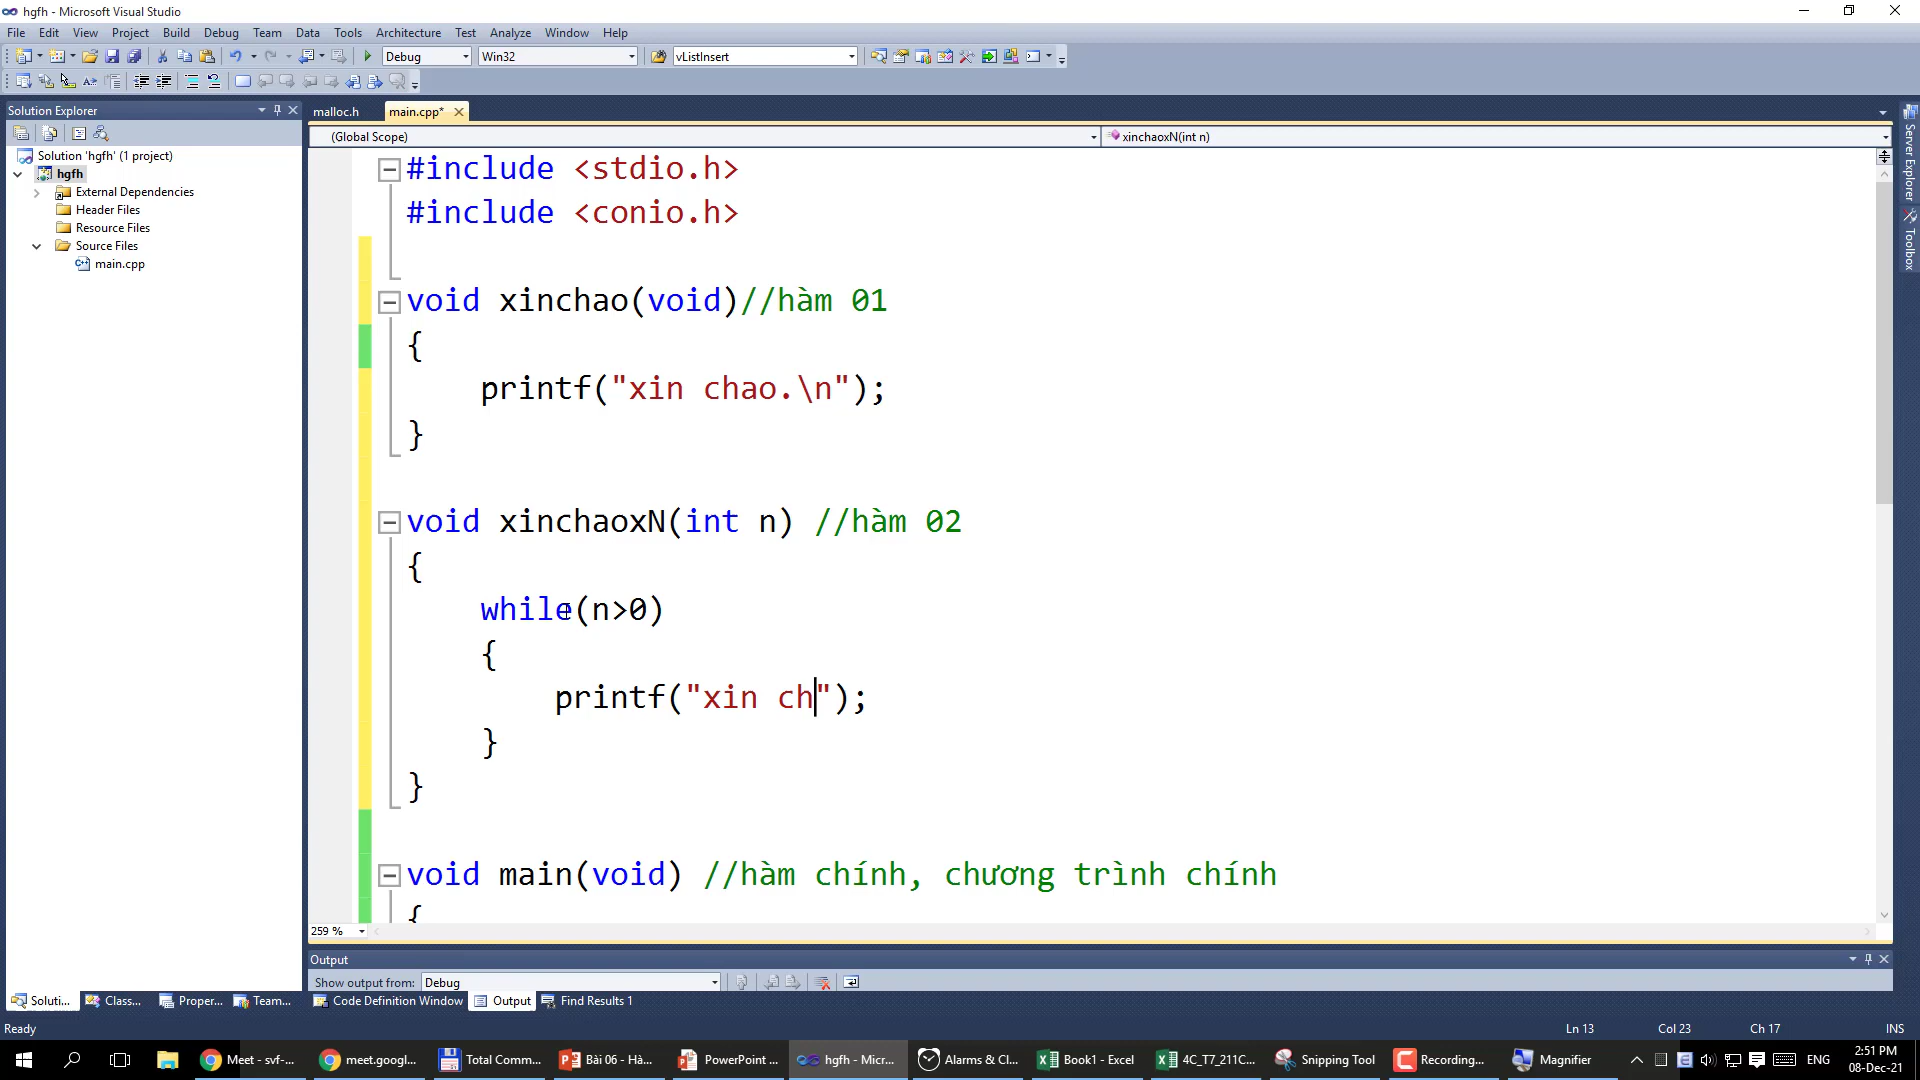 hgfh - Microsoft Visual Studio
File Edit View Project Build Debug Team Data Tools Architecture Test Analyze Window Help
Debug Win32 vListInsert
Solution Explorer
malloc.h main.cpp*
(Global Scope) xinchaoxN(int n)
Solution 'hgfh' (1 project)
hgfh
External Dependencies
Header Files
Resource Files
Source Files
main.cpp
#include <stdio.h>
#include <conio.h>
void xinchao(void)//hàm 01
{
printf("xin chao.\n");
}
void xinchaoxN(int n) //hàm 02
{
while(n>0)
{
printf("xin ch");
}
}
void main(void) //hàm chính, chương trình chính
{
259 %
Server Explorer
Toolbox
Output
Show output from: Debug
Soluti... Class... Proper... Team... Code Definition Window Output Find Results 1
Ready Ln 13 Col 23 Ch 17 INS
Meet - svf-... meet.googl... Total Comm... Bài 06 - Hà... PowerPoint ... hgfh - Micr... Alarms & Cl... Book1 - Excel 4C_T7_211C... Snipping Tool Recording... Magnifier ENG 2:51 PM
08-Dec-21